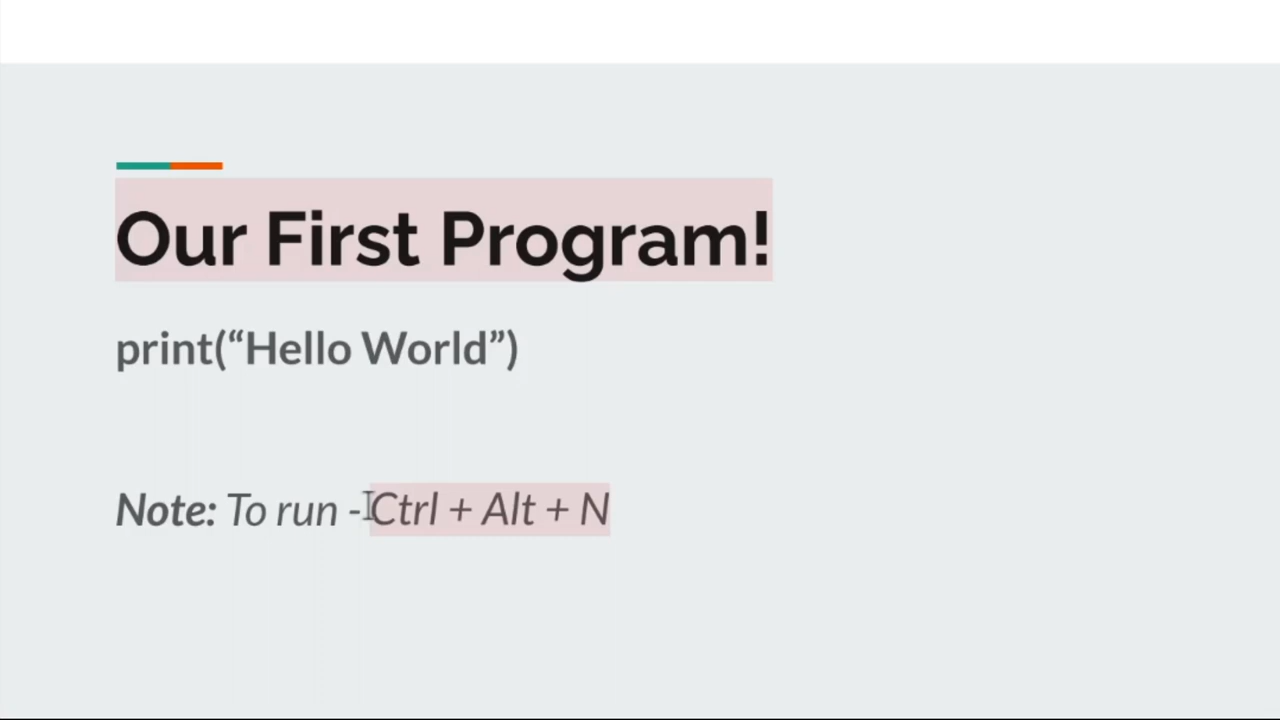 Our First Program!
print(“Hello World”)
Note: To run - Ctrl + Alt + N